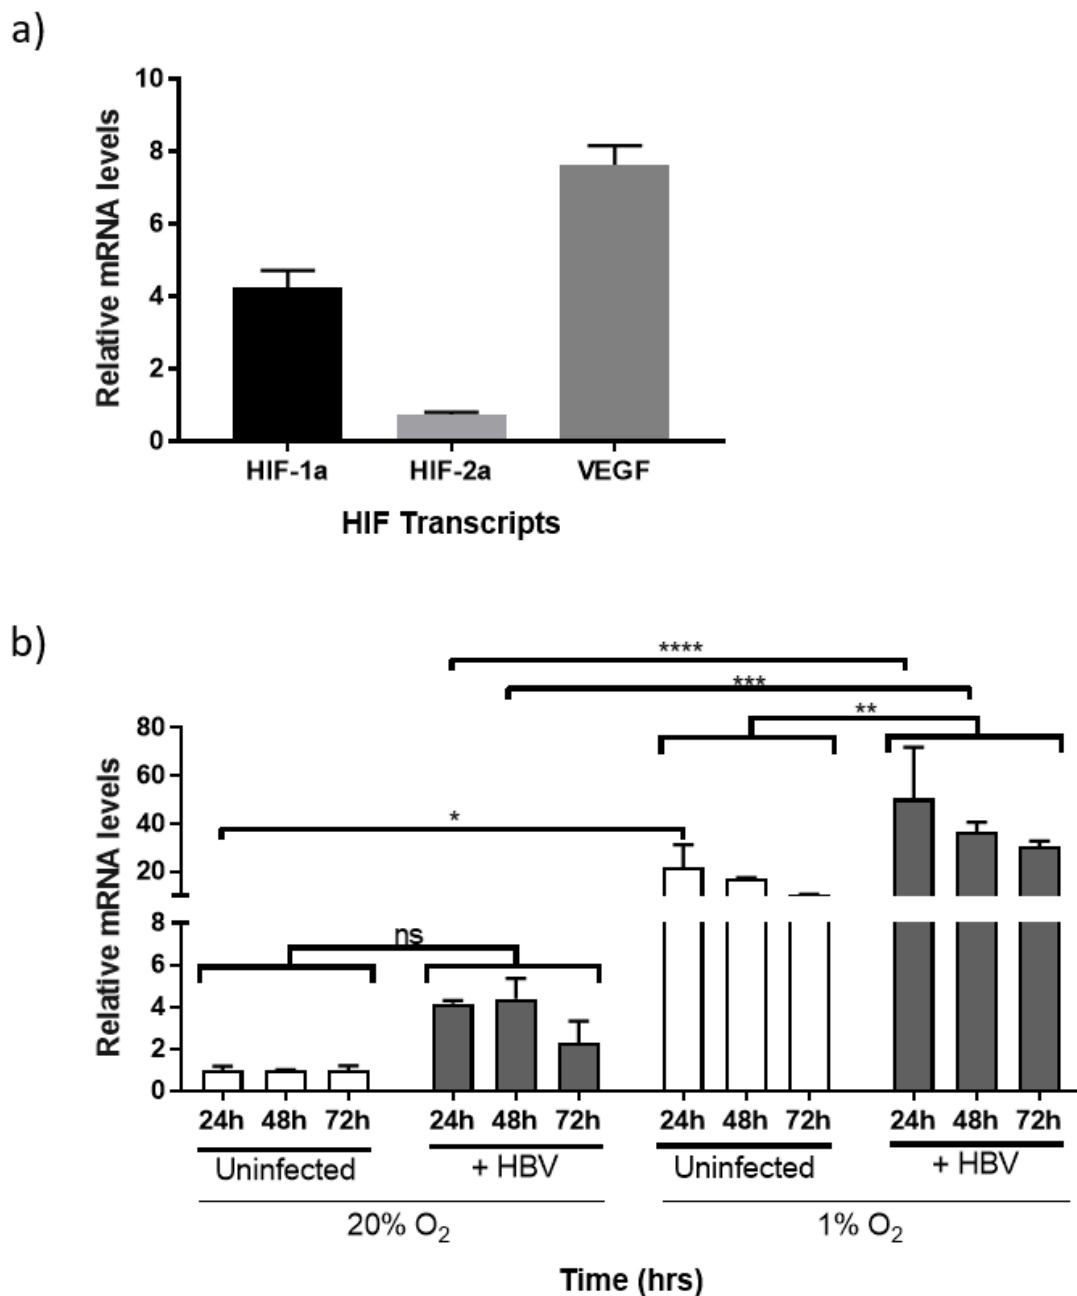 a)
Relative mRNA levels
10
8
6
4
2
0
HIF-1a HIF-2a VEGF
HIF Transcripts
b)
****
***
**
*
ns
Relative mRNA levels
80
60
40
20
8
6
4
2
0
24h 48h 72h 24h 48h 72h 24h 48h 72h 24h 48h 72h
Uninfected + HBV Uninfected + HBV
20% O2 1% O2
Time (hrs)